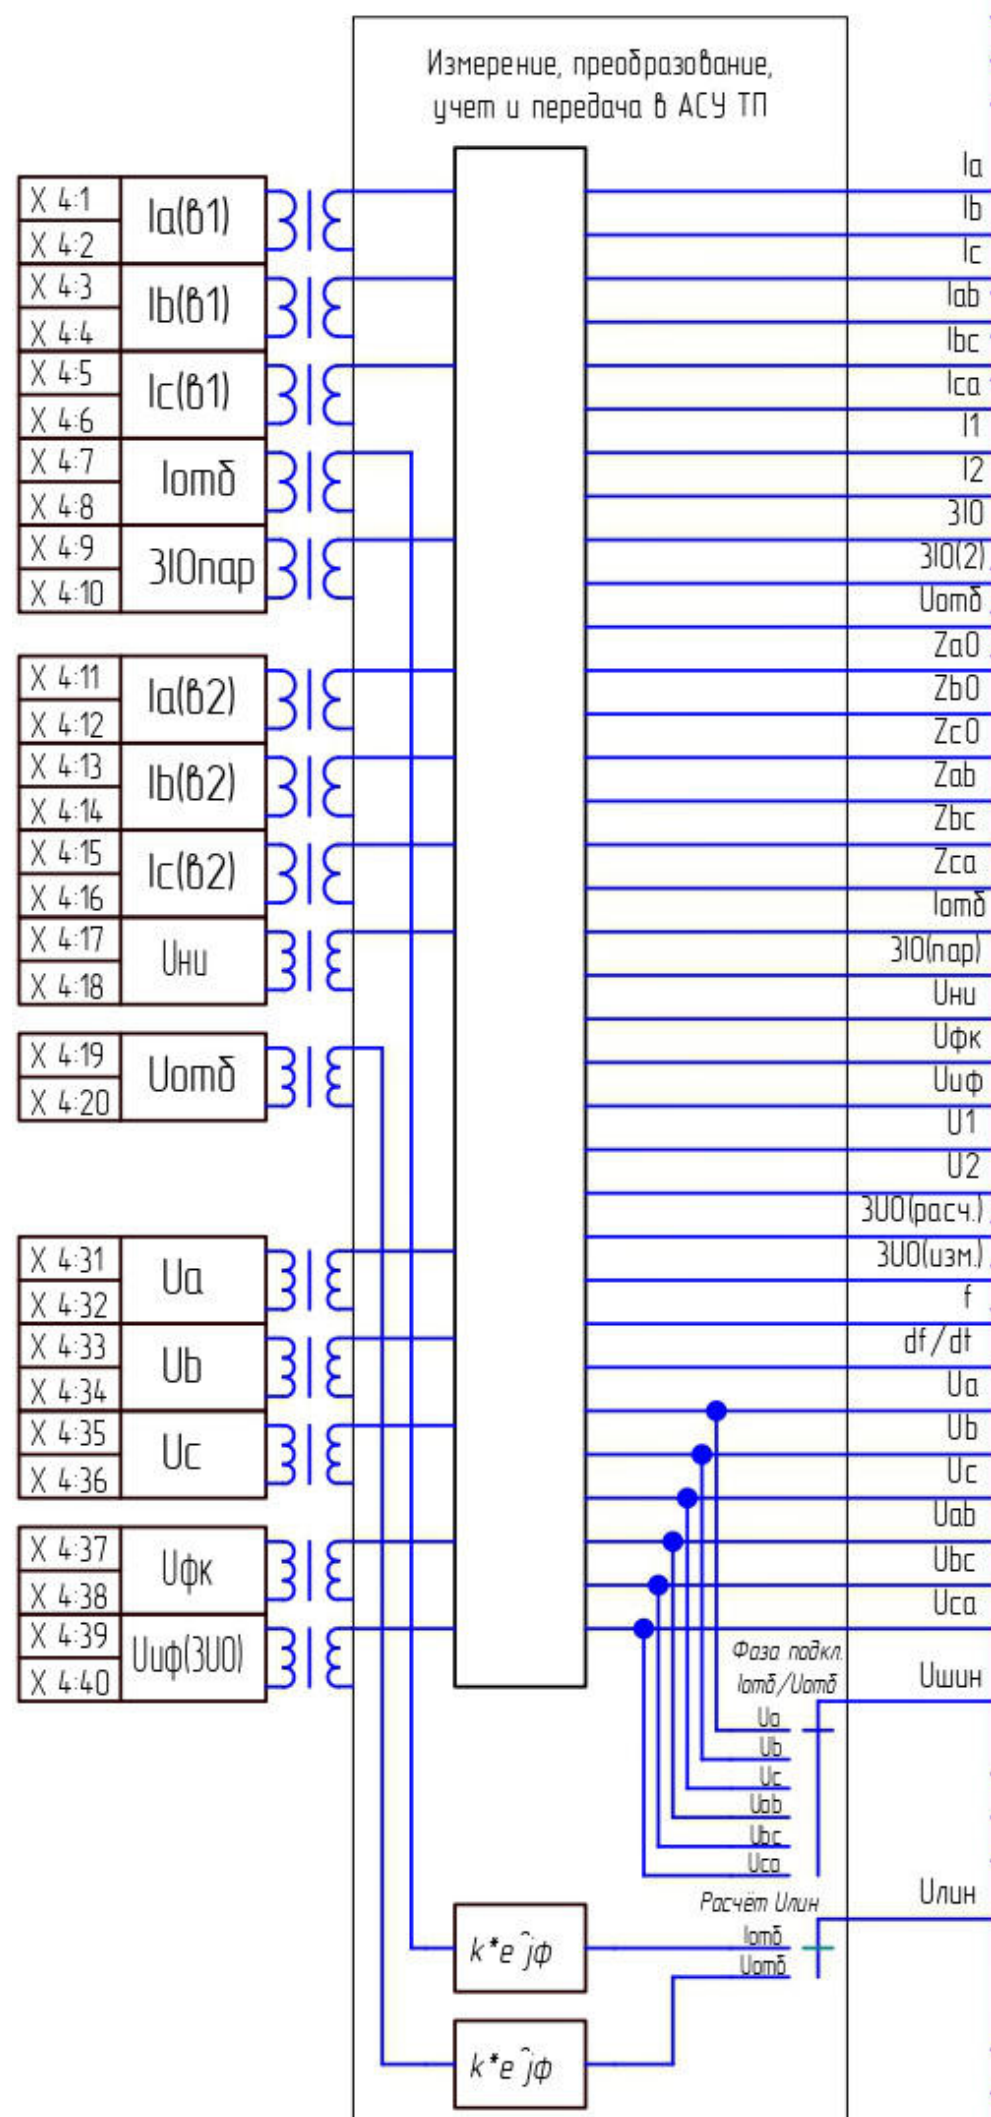 Измерение, преобразование,
учет и передача в АСУ ТП
X 4:1
X 4:2
Ia(в1)
X 4:3
X 4:4
Ib(в1)
X 4:5
X 4:6
Ic(в1)
X 4:7
X 4:8
Iотб
X 4:9
X 4:10
3I0пар
X 4:11
X 4:12
Ia(в2)
X 4:13
X 4:14
Ib(в2)
X 4:15
X 4:16
Ic(в2)
X 4:17
X 4:18
Uни
X 4:19
X 4:20
Uотб
X 4:31
X 4:32
Ua
X 4:33
X 4:34
Ub
X 4:35
X 4:36
Uc
X 4:37
X 4:38
Uфк
X 4:39
X 4:40
Uиф(3U0)
Ia
Ib
Ic
Iab
Ibc
Ica
I1
I2
3I0
3I0(2)
Uотб
Za0
Zb0
Zc0
Zab
Zbc
Zca
Iотб
3I0(пар)
Uни
Uфк
Uиф
U1
U2
3U0(расч.)
3U0(изм.)
f
df/dt
Ua
Ub
Uc
Uab
Ubc
Uca
Фаза подкл.
Iотб/Uотб
Uшин
Ua
Ub
Uc
Uab
Ubc
Uca
Расчёт Uлин
Uлин
Iотб
Uотб
k*e^jφ
k*e^jφ